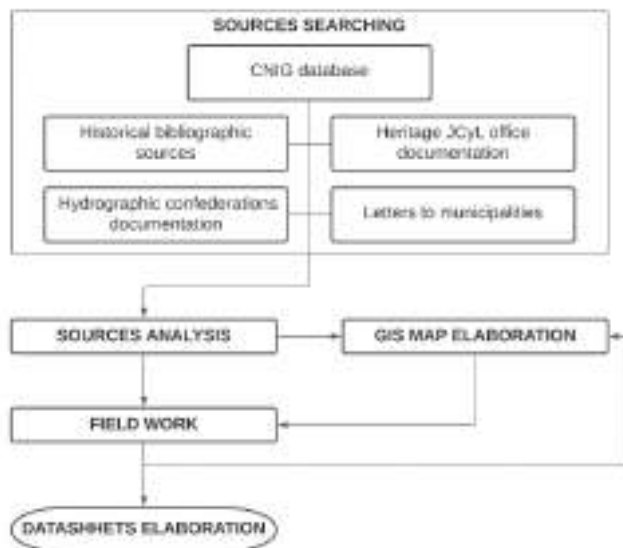 SOURCES SEARCHING
CNIG database
Historical bibliographic
sources
Heritage JCyL office
documentation
Hydrographic confederations
documentation
Letters to municipalities
SOURCES ANALYSIS
GIS MAP ELABORATION
FIELD WORK
DATASHHETS ELABORATION